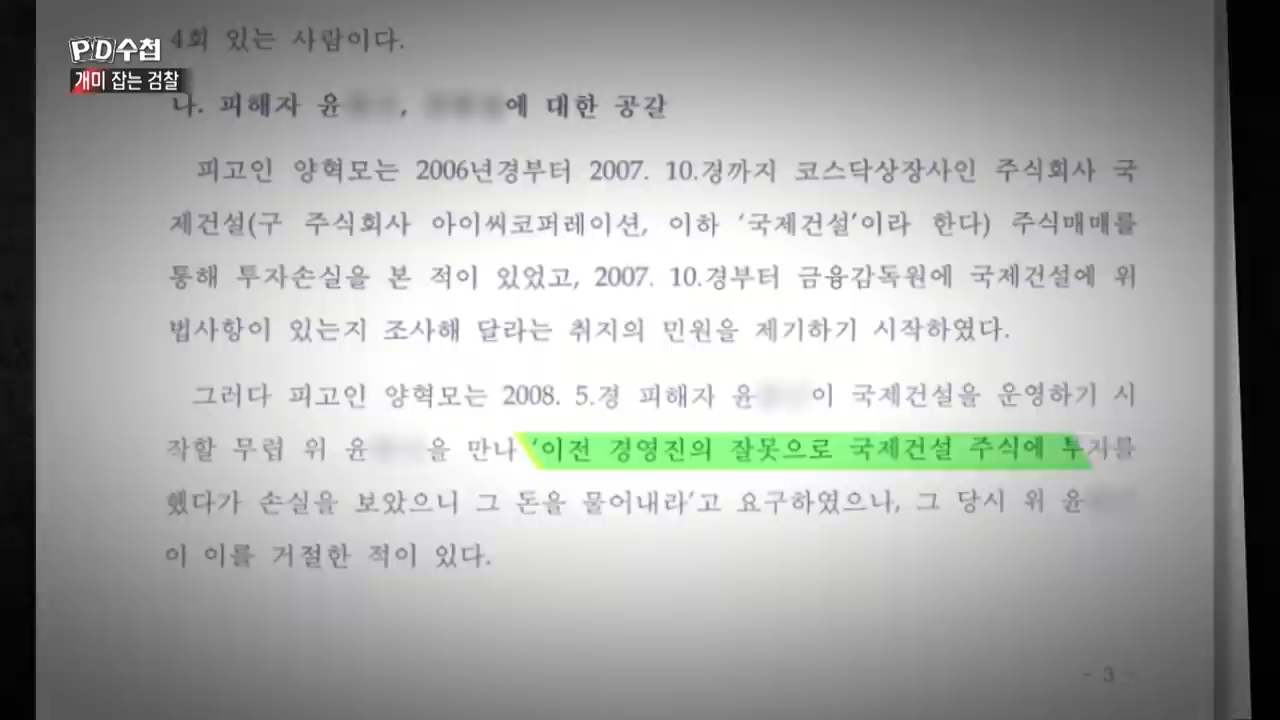 PD수첩
개미 잡는 검찰
4회 있는 사람이다.
나. 피해자 윤 , 에 대한 공갈
피고인 양혁모는 2006년경부터 2007. 10.경까지 코스닥상장사인 주식회사 국
제건설(구 주식회사 아이씨코퍼레이션, 이하 ‘국제건설’이라 한다) 주식매매를
통해 투자손실을 본 적이 있었고, 2007. 10.경부터 금융감독원에 국제건설에 위
법사항이 있는지 조사해 달라는 취지의 민원을 제기하기 시작하였다.
그러다 피고인 양혁모는 2008. 5.경 피해자 윤 이 국제건설을 운영하기 시
작할 무렵 위 윤 을 만나 ‘이전 경영진의 잘못으로 국제건설 주식에 투자를
했다가 손실을 보았으니 그 돈을 물어내라’고 요구하였으나, 그 당시 위 윤
이 이를 거절한 적이 있다.
- 3 -